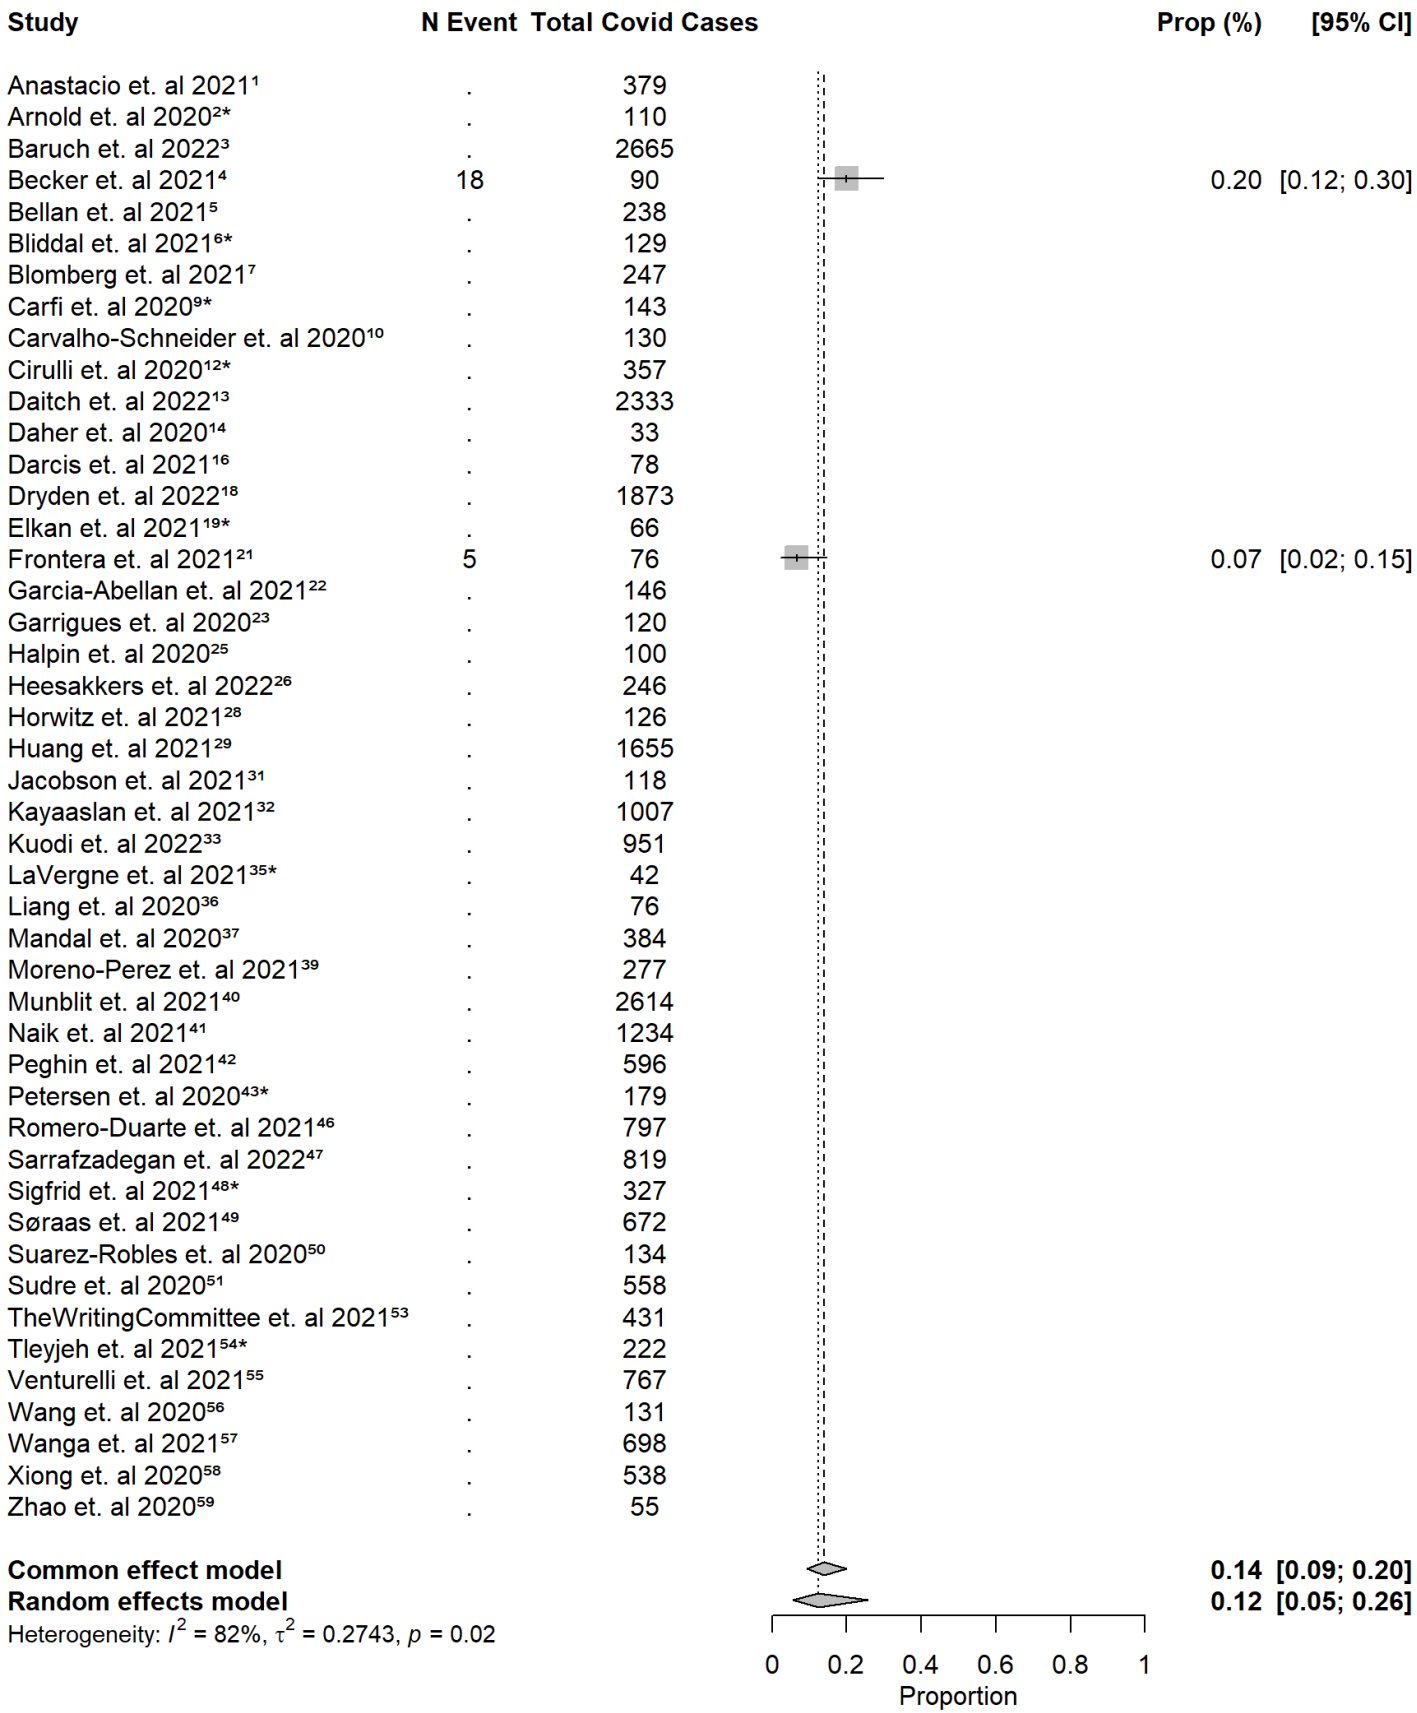 Study N Event Total Covid Cases Prop (%) [95% CI]
Anastacio et. al 2021¹ . 379
Arnold et. al 2020²* . 110
Baruch et. al 2022³ . 2665
Becker et. al 2021⁴ 18 90 0.20 [0.12; 0.30]
Bellan et. al 2021⁵ . 238
Bliddal et. al 2021⁶* . 129
Blomberg et. al 2021⁷ . 247
Carfi et. al 2020⁹* . 143
Carvalho-Schneider et. al 2020¹⁰ . 130
Cirulli et. al 2020¹²* . 357
Daitch et. al 2022¹³ . 2333
Daher et. al 2020¹⁴ . 33
Darcis et. al 2021¹⁶ . 78
Dryden et. al 2022¹⁸ . 1873
Elkan et. al 2021¹⁹* . 66
Frontera et. al 2021²¹ 5 76 0.07 [0.02; 0.15]
Garcia-Abellan et. al 2021²² . 146
Garrigues et. al 2020²³ . 120
Halpin et. al 2020²⁵ . 100
Heesakkers et. al 2022²⁶ . 246
Horwitz et. al 2021²⁸ . 126
Huang et. al 2021²⁹ . 1655
Jacobson et. al 2021³¹ . 118
Kayaaslan et. al 2021³² . 1007
Kuodi et. al 2022³³ . 951
LaVergne et. al 2021³⁵* . 42
Liang et. al 2020³⁶ . 76
Mandal et. al 2020³⁷ . 384
Moreno-Perez et. al 2021³⁹ . 277
Munblit et. al 2021⁴⁰ . 2614
Naik et. al 2021⁴¹ . 1234
Peghin et. al 2021⁴² . 596
Petersen et. al 2020⁴³* . 179
Romero-Duarte et. al 2021⁴⁶ . 797
Sarrafzadegan et. al 2022⁴⁷ . 819
Sigfrid et. al 2021⁴⁸* . 327
Søraas et. al 2021⁴⁹ . 672
Suarez-Robles et. al 2020⁵⁰ . 134
Sudre et. al 2020⁵¹ . 558
TheWritingCommittee et. al 2021⁵³ . 431
Tleyjeh et. al 2021⁵⁴* . 222
Venturelli et. al 2021⁵⁵ . 767
Wang et. al 2020⁵⁶ . 131
Wanga et. al 2021⁵⁷ . 698
Xiong et. al 2020⁵⁸ . 538
Zhao et. al 2020⁵⁹ . 55
Common effect model 0.14 [0.09; 0.20]
Random effects model 0.12 [0.05; 0.26]
Heterogeneity: I² = 82%, τ² = 0.2743, p = 0.02
0 0.2 0.4 0.6 0.8 1
Proportion